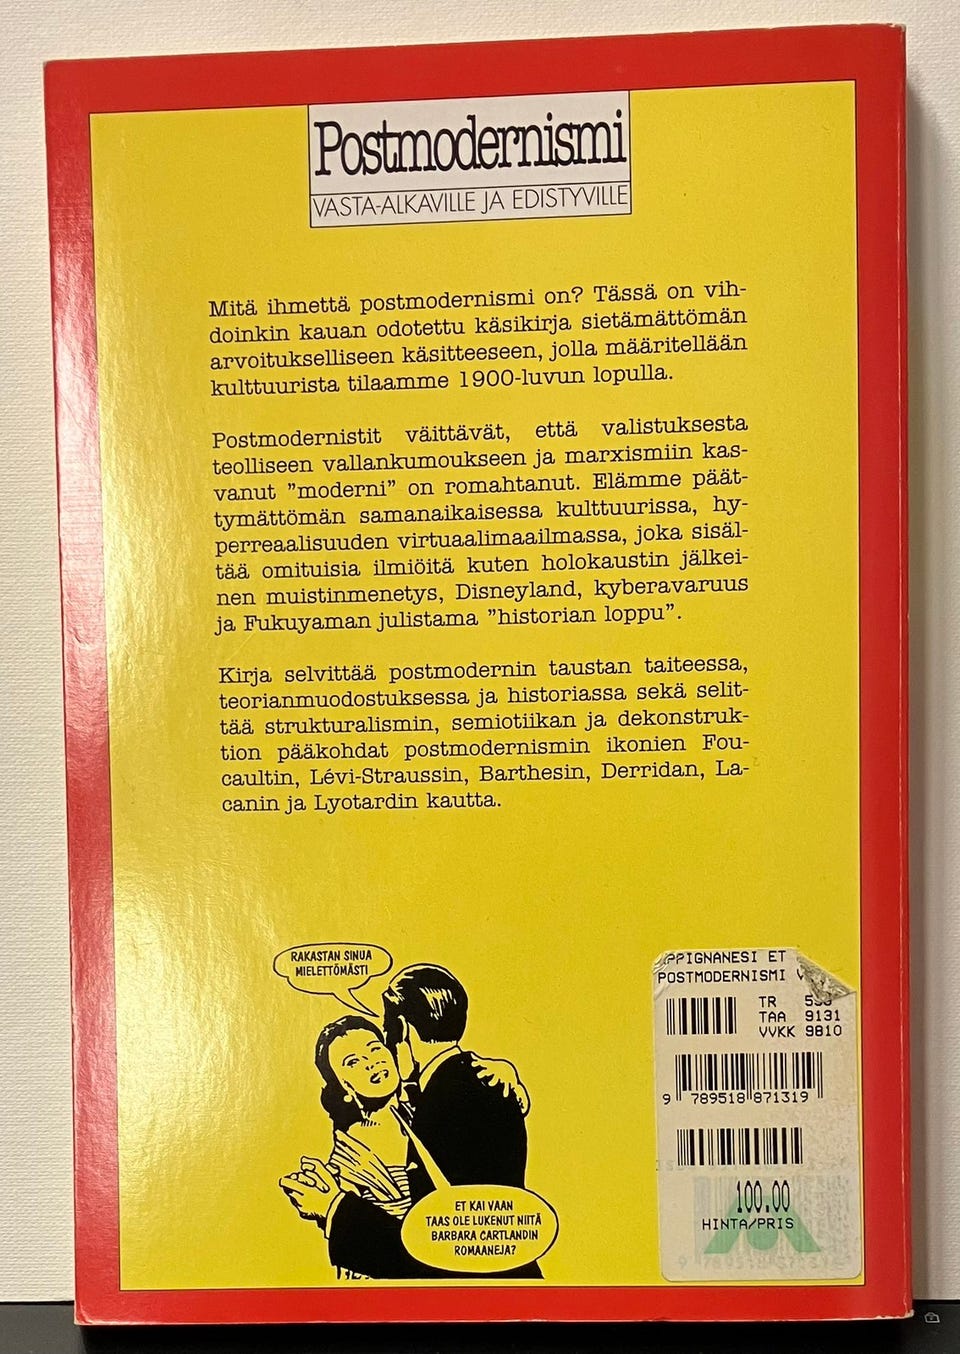 Postmodernismi
VASTA-ALKAVILLE JA EDISTYVILLE
Mitä ihmettä postmodernismi on? Tässä on vih-
doinkin kauan odotettu käsikirja sietämättömän
arvoitukselliseen käsitteeseen, jolla määritellään
kulttuurista tilaamme 1900-luvun lopulla.
Postmodernistit väittävät, että valistuksesta
teolliseen vallankumoukseen ja marxismiin kas-
vanut ”moderni” on romahtanut. Elämme päät-
tymättömän samanaikaisessa kulttuurissa, hy-
perreaalisuuden virtuaalimaailmassa, joka sisäl-
tää omituisia ilmiöitä kuten holokaustin jälkei-
nen muistinmenetys, Disneyland, kyberavaruus
ja Fukuyaman julistama ”historian loppu”.
Kirja selvittää postmodernin taustan taiteessa,
teorianmuodostuksessa ja historiassa sekä selit-
tää strukturalismin, semiotiikan ja dekonstruk-
tion pääkohdat postmodernismin ikonien Fou-
caultin, Lévi-Straussin, Barthesin, Derridan, La-
canin ja Lyotardin kautta.
RAKASTAN SINUA
MIELETTÖMÄSTI
ET KAI VAAN
TAAS OLE LUKENUT NIITÄ
BARBARA CARTLANDIN
ROMAANEJA?
PPIGNANESI ET
POSTMODERNISMI V
TR
TAA 9131
VVKK 9810
9 789518 871319
100.00
HINTA/PRIS